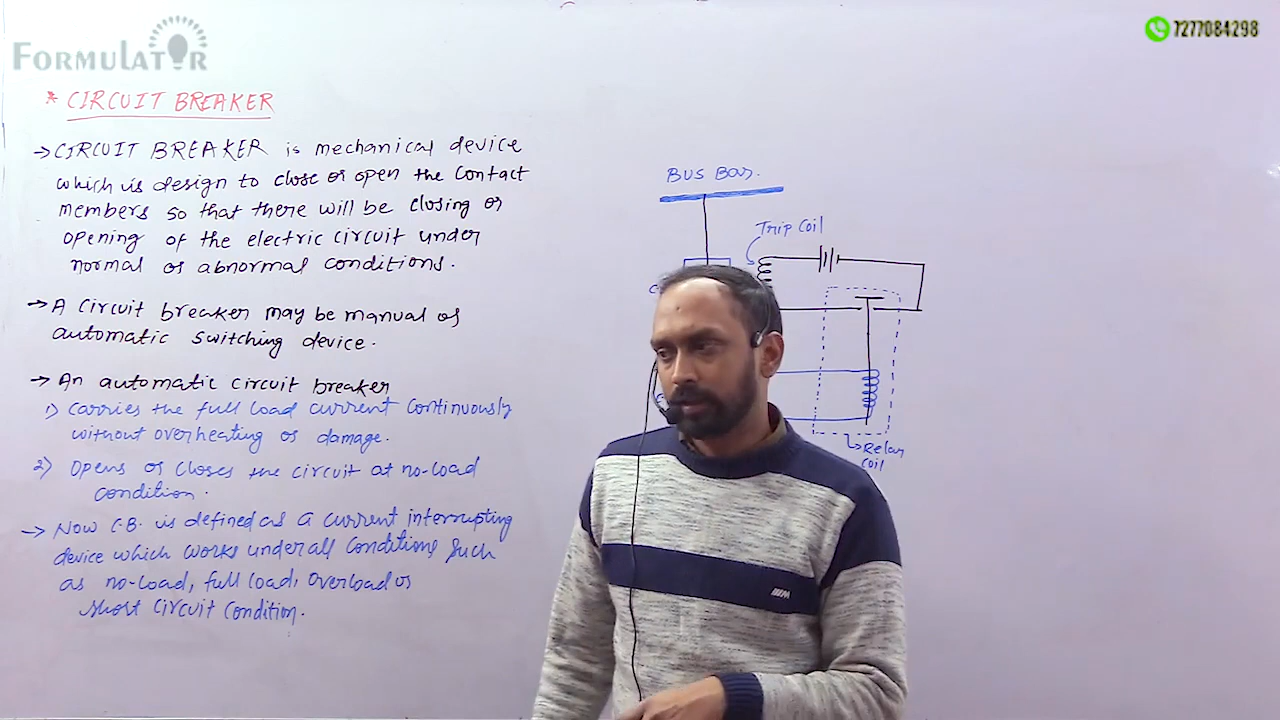 FORMULATOR
7277084298
* CIRCUIT BREAKER
→ CIRCUIT BREAKER is mechanical device
which is design to close or open the contact
members so that there will be closing or
opening of the electric circuit under
normal or abnormal conditions.
→ A circuit breaker may be manual or
automatic switching device.
→ An automatic circuit breaker
1) Carries the full load current continuously
without overheating or damage.
2) Opens or closes the circuit at no-load
condition.
→ Now C.B. is defined as a current interrupting
device which works under all conditions such
as no-load, full load, overload or
short circuit condition.
BUS Bar.
Trip Coil
Relay
coil